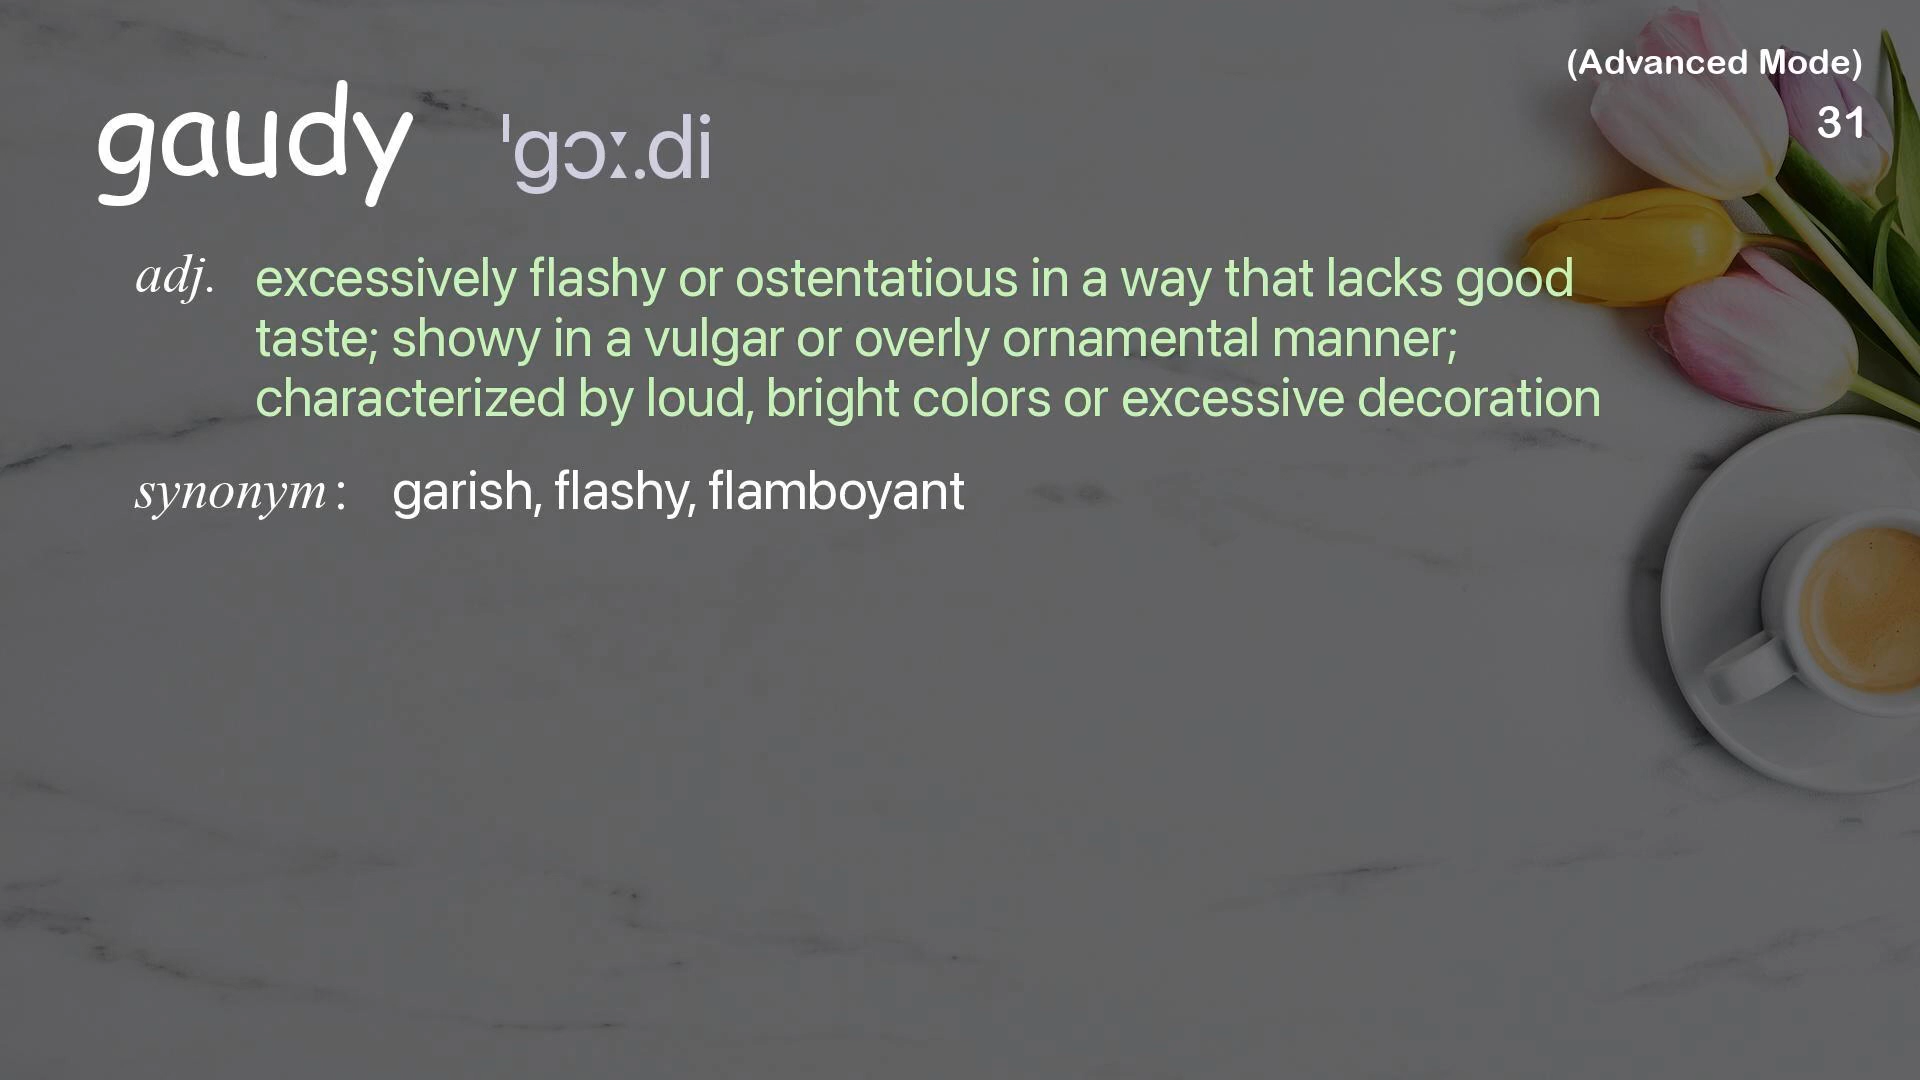 (Advanced Mode)
31
gaudy ˈɡɔː.di
adj. excessively flashy or ostentatious in a way that lacks good
taste; showy in a vulgar or overly ornamental manner;
characterized by loud, bright colors or excessive decoration
synonym: garish, flashy, flamboyant